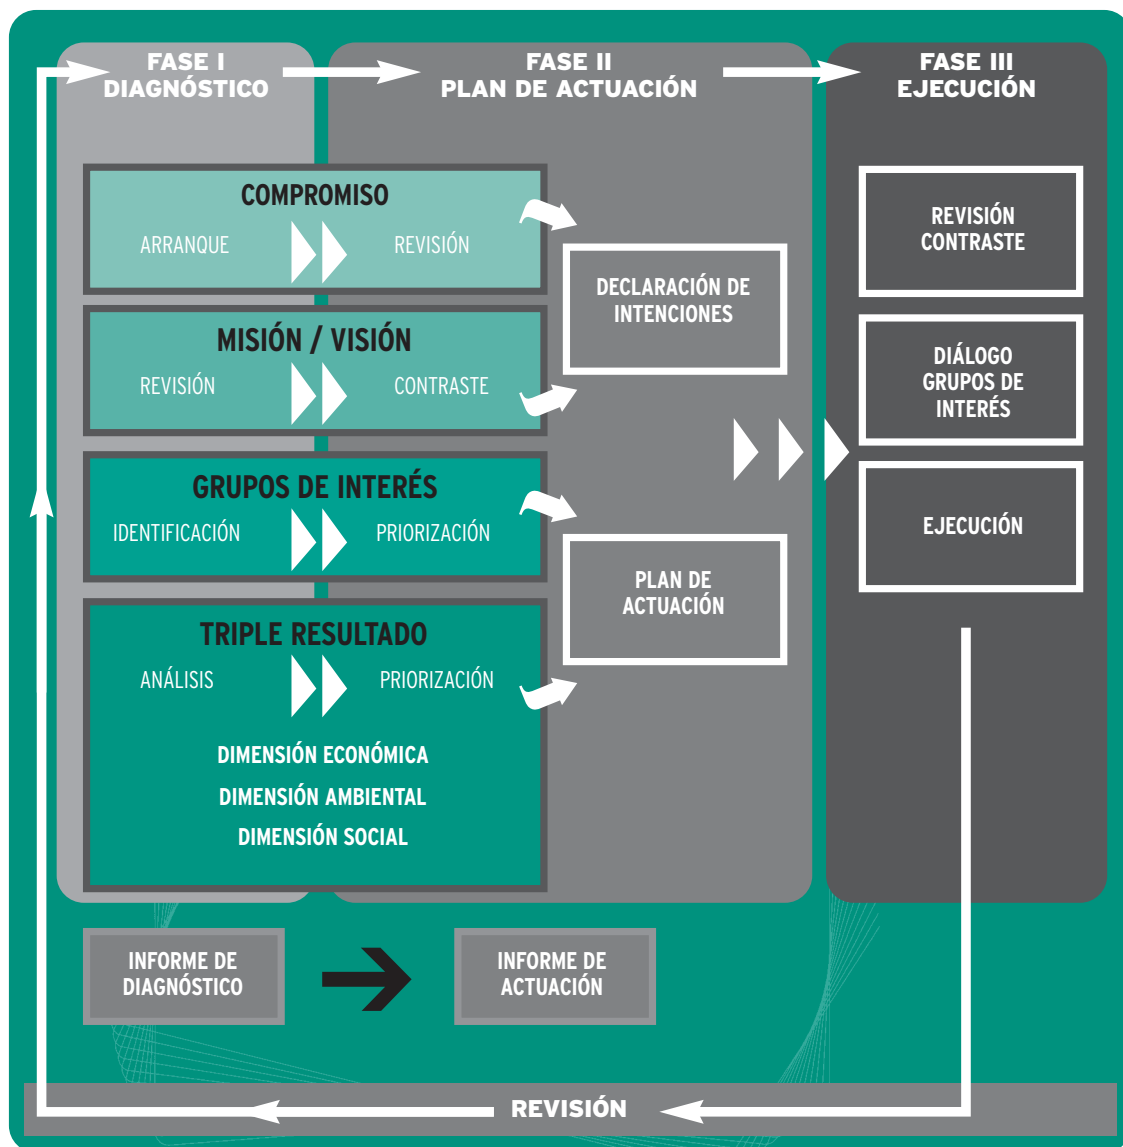 FASE I
DIAGNÓSTICO
FASE II
PLAN DE ACTUACIÓN
FASE III
EJECUCIÓN
COMPROMISO
ARRANQUE
REVISIÓN
MISIÓN / VISIÓN
REVISIÓN
CONTRASTE
GRUPOS DE INTERÉS
IDENTIFICACIÓN
PRIORIZACIÓN
TRIPLE RESULTADO
ANÁLISIS
PRIORIZACIÓN
DIMENSIÓN ECONÓMICA
DIMENSIÓN AMBIENTAL
DIMENSIÓN SOCIAL
DECLARACIÓN DE
INTENCIONES
PLAN DE
ACTUACIÓN
REVISIÓN
CONTRASTE
DIÁLOGO
GRUPOS DE
INTERÉS
EJECUCIÓN
INFORME DE
DIAGNÓSTICO
INFORME DE
ACTUACIÓN
REVISIÓN